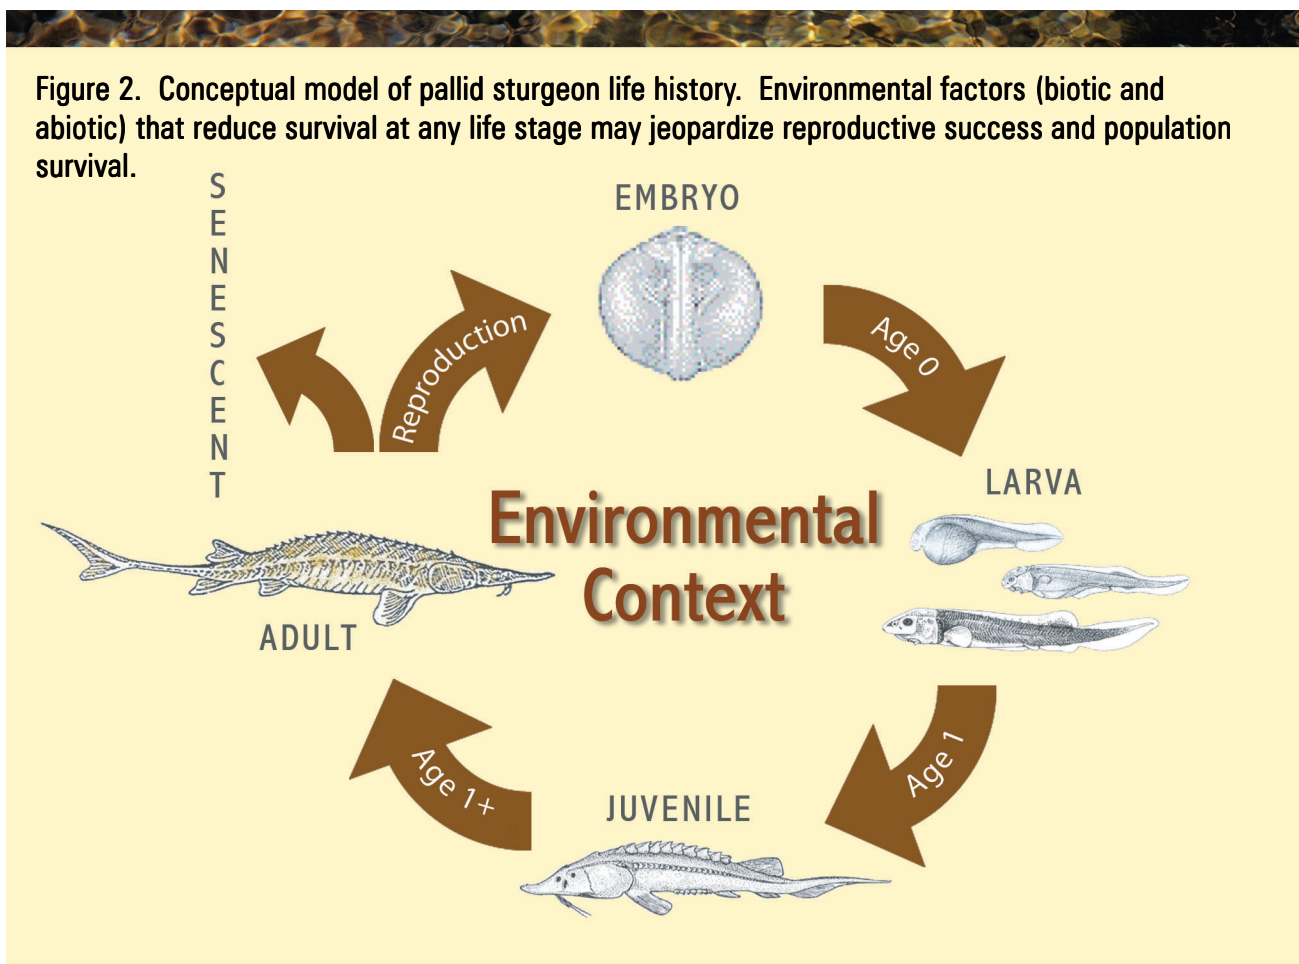 Figure 2.  Conceptual model of pallid sturgeon life history.  Environmental factors (biotic and
abiotic) that reduce survival at any life stage may jeopardize reproductive success and population
survival.
SENESCENT
EMBRYO
Reproduction
Age 0
LARVA
Environmental
Context
ADULT
Age 1
Age 1+
JUVENILE